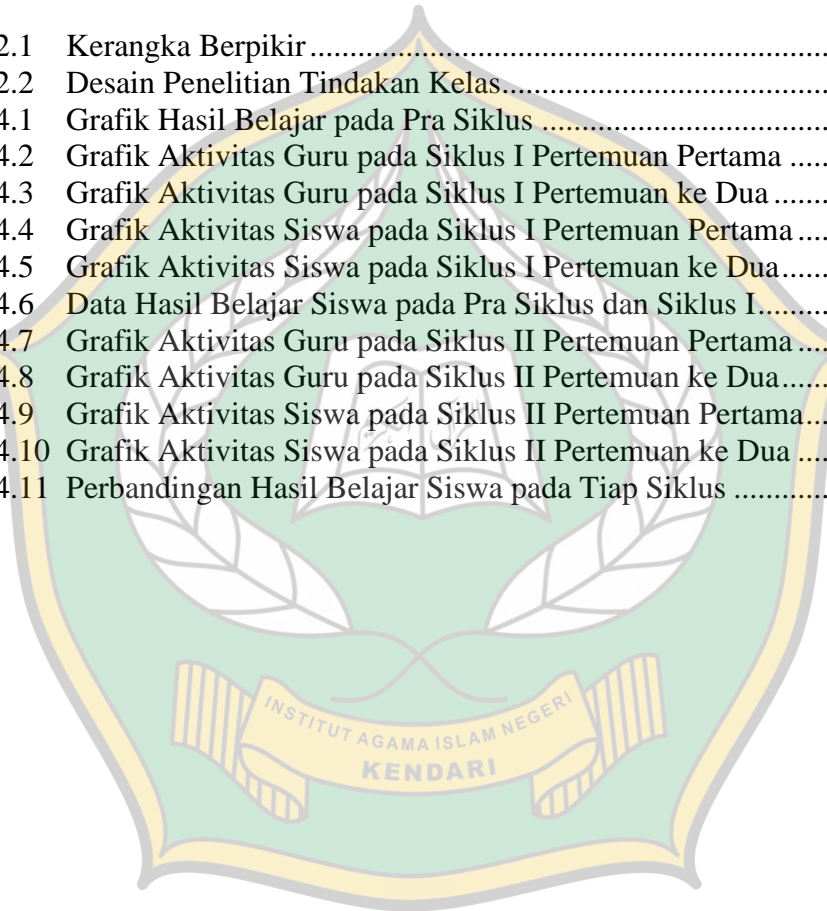 2.1 Kerangka Berpikir........................................................................
2.2 Desain Penelitian Tindakan Kelas.............................................
4.1 Grafik Hasil Belajar pada Pra Siklus ........................................
4.2 Grafik Aktivitas Guru pada Siklus I Pertemuan Pertama .....
4.3 Grafik Aktivitas Guru pada Siklus I Pertemuan ke Dua .......
4.4 Grafik Aktivitas Siswa pada Siklus I Pertemuan Pertama ....
4.5 Grafik Aktivitas Siswa pada Siklus I Pertemuan ke Dua......
4.6 Data Hasil Belajar Siswa pada Pra Siklus dan Siklus I.........
4.7 Grafik Aktivitas Guru pada Siklus II Pertemuan Pertama....
4.8 Grafik Aktivitas Guru pada Siklus II Pertemuan ke Dua......
4.9 Grafik Aktivitas Siswa pada Siklus II Pertemuan Pertama...
4.10 Grafik Aktivitas Siswa pada Siklus II Pertemuan ke Dua ....
4.11 Perbandingan Hasil Belajar Siswa pada Tiap Siklus ............
INSTITUT AGAMA ISLAM NEGERI
KENDARI